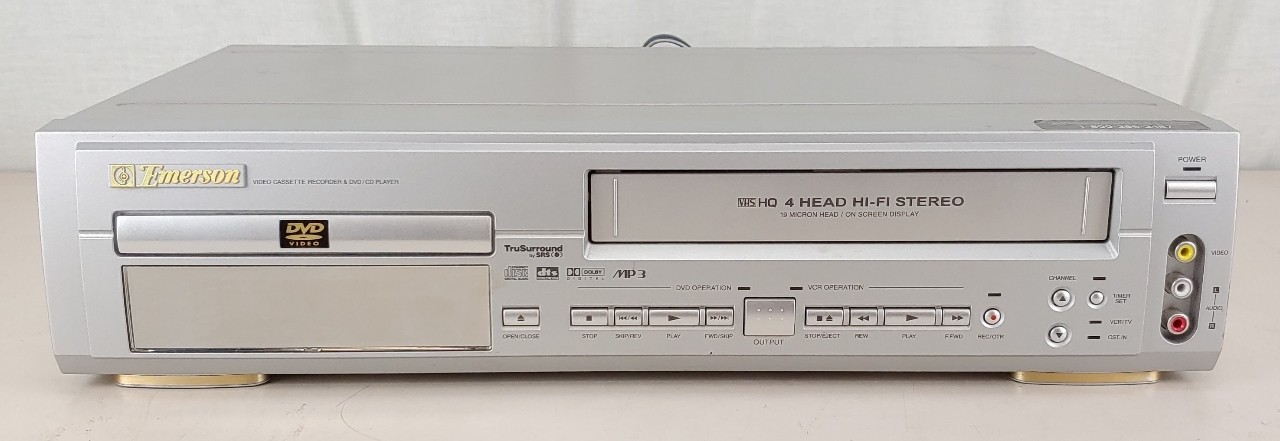 Emerson
VIDEO CASSETTE RECORDER & DVD/CD PLAYER
DVD
VIDEO
VHS HQ 4 HEAD HI-FI STEREO
19 MICRON HEAD / ON SCREEN DISPLAY
POWER
TruSurround
by SRS
disc
dts
DOLBY
DIGITAL
MP3
DVD OPERATION
VCR OPERATION
OPEN/CLOSE
STOP
SKIP/REV
PLAY
FWD/SKIP
OUTPUT
STOP/EJECT
REW
PLAY
F.FWD
REC/OTR
CHANNEL
TIMER
SET
VCR/TV
CST.IN
VIDEO
L
AUDIO
R